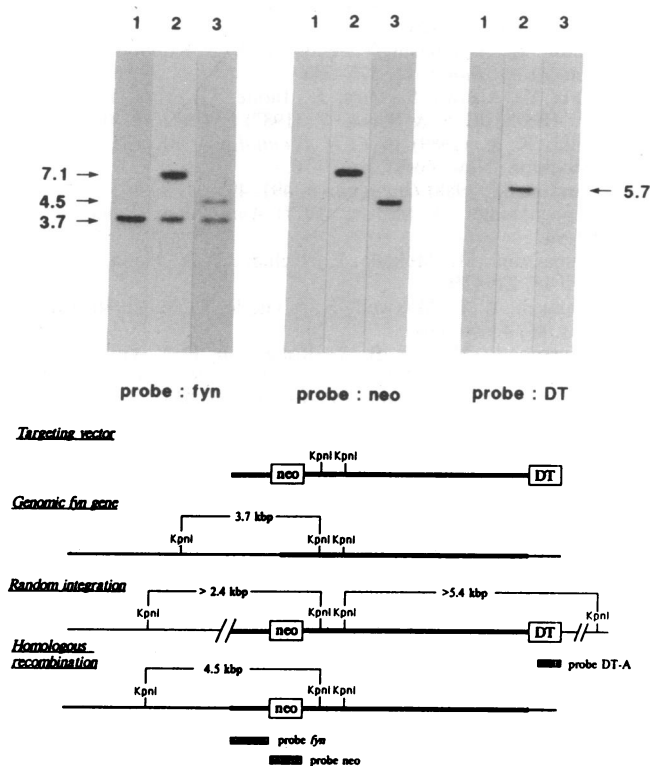 1 2 3 1 2 3 1 2 3
7.1
4.5
3.7
5.7
probe : fyn probe : neo probe : DT
Targeting vector
KpnI KpnI
neo DT
Genomic fyn gene
3.7 kbp
KpnI KpnI KpnI
Random integration
> 2.4 kbp >5.4 kbp
KpnI KpnI KpnI KpnI
neo DT
probe DT-A
Homologous
recombination
4.5 kbp
KpnI KpnI KpnI
neo
probe fyn
probe neo